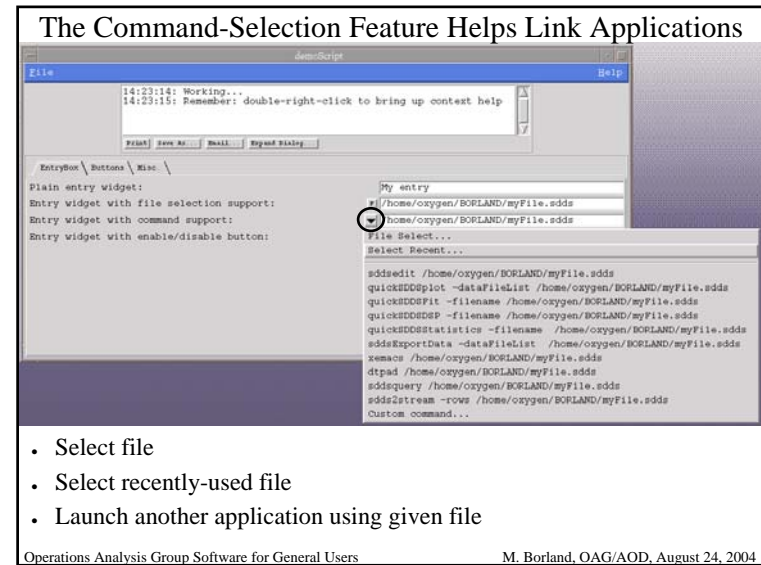 The Command-Selection Feature Helps Link Applications
demoScript
File Help
14:23:14: Working...
14:23:15: Remember: double-right-click to bring up context help
Print Save As... Email... Expand Dialog...
EntryBox Buttons Misc
Plain entry widget: My entry
Entry widget with file selection support: F /home/oxygen/BORLAND/myFile.sdds
Entry widget with command support: /home/oxygen/BORLAND/myFile.sdds
Entry widget with enable/disable button:
File Select...
Select Recent...
sddsedit /home/oxygen/BORLAND/myFile.sdds
quickSDDSplot -dataFileList /home/oxygen/BORLAND/myFile.sdds
quickSDDSFit -filename /home/oxygen/BORLAND/myFile.sdds
quickSDDSDSP -filename /home/oxygen/BORLAND/myFile.sdds
quickSDDSStatistics -filename /home/oxygen/BORLAND/myFile.sdds
sddsExportData -dataFileList /home/oxygen/BORLAND/myFile.sdds
xemacs /home/oxygen/BORLAND/myFile.sdds
dtpad /home/oxygen/BORLAND/myFile.sdds
sddsquery /home/oxygen/BORLAND/myFile.sdds
sdds2stream -rows /home/oxygen/BORLAND/myFile.sdds
Custom command...
• Select file
• Select recently-used file
• Launch another application using given file
Operations Analysis Group Software for General Users M. Borland, OAG/AOD, August 24, 2004